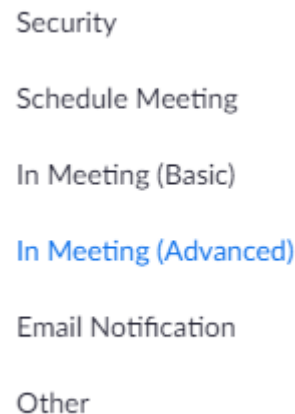 Security
Schedule Meeting
In Meeting (Basic)
In Meeting (Advanced)
Email Notification
Other